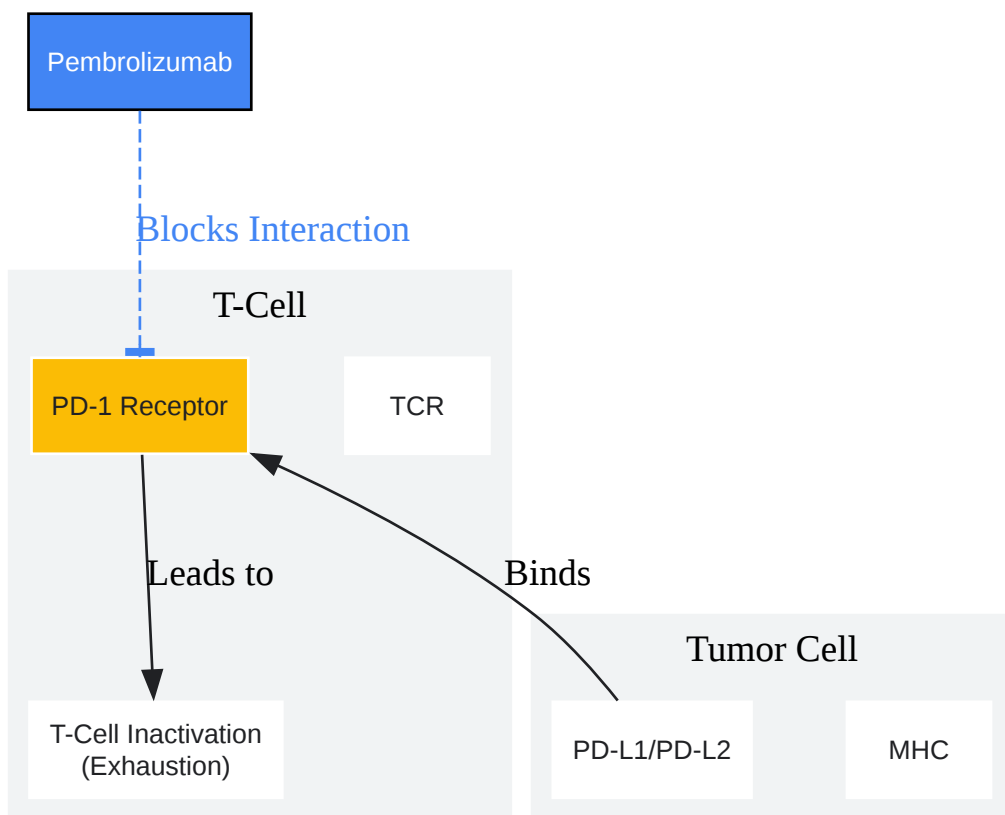 Pembrolizumab
Blocks Interaction
T-Cell
PD-1 Receptor
TCR
Leads to
Binds
Tumor Cell
T-Cell Inactivation
(Exhaustion)
PD-L1/PD-L2
MHC